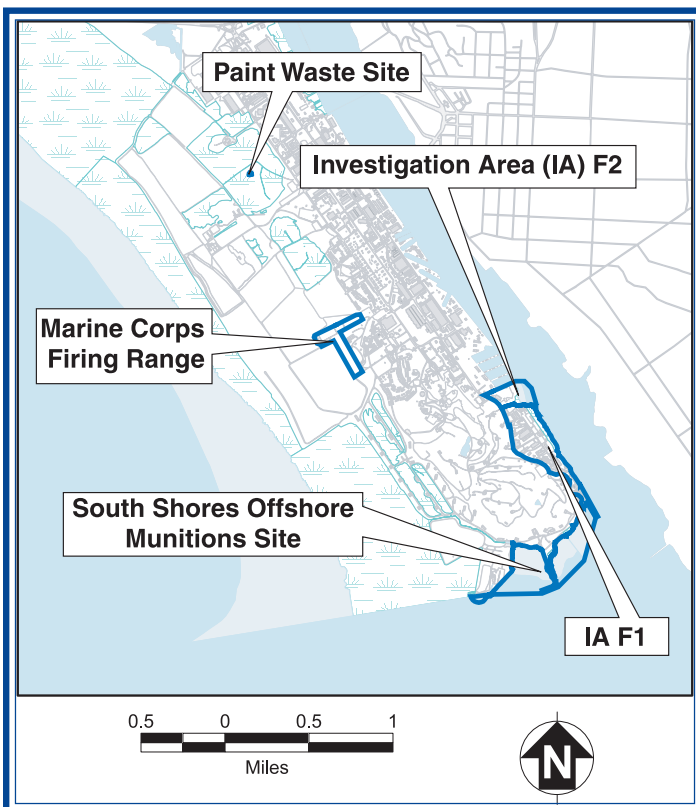 Paint Waste Site
Investigation Area (IA) F2
Marine Corps
Firing Range
South Shores Offshore
Munitions Site
IA F1
0.5 0 0.5 1
Miles
N